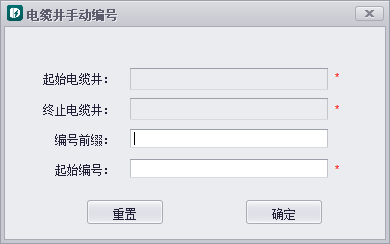 电缆井手动编号
起始电缆井： *
终止电缆井： *
编号前缀：
起始编号： *
重置 确定